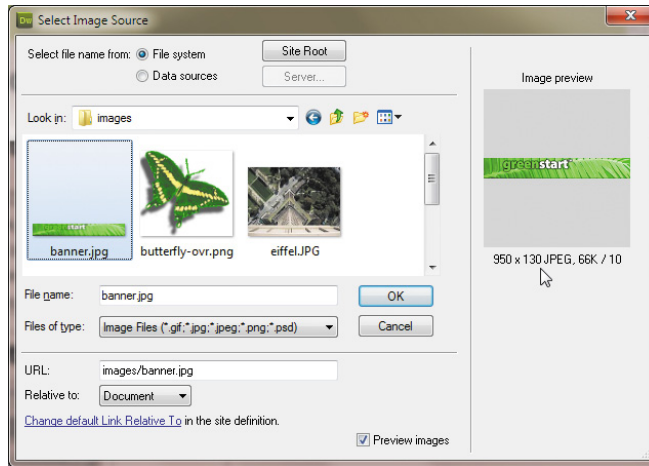 Dw Select Image Source
Select file name from: File system Site Root
Data sources Server...
Image preview
Look in: images
greenstart
start
banner.jpg butterfly-ovr.png eiffel.JPG
950 x 130 JPEG, 66K / 10
File name: banner.jpg OK
Files of type: Image Files (*.gif;*.jpg;*.jpeg;*.png;*.psd) Cancel
URL: images/banner.jpg
Relative to: Document
Change default Link Relative To in the site definition.
Preview images